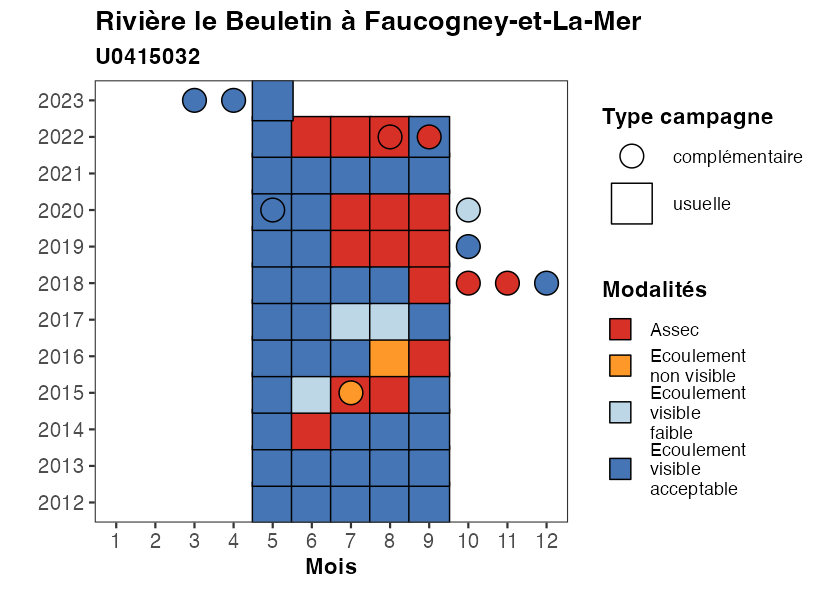 Rivière le Beuletin à Faucogney-et-La-Mer
U0415032
2023
2022
2021
2020
2019
2018
2017
2016
2015
2014
2013
2012
1 2 3 4 5 6 7 8 9 10 11 12
Mois
Type campagne
complémentaire
usuelle
Modalités
Assec
Ecoulement
non visible
Ecoulement
visible
faible
Ecoulement
visible
acceptable